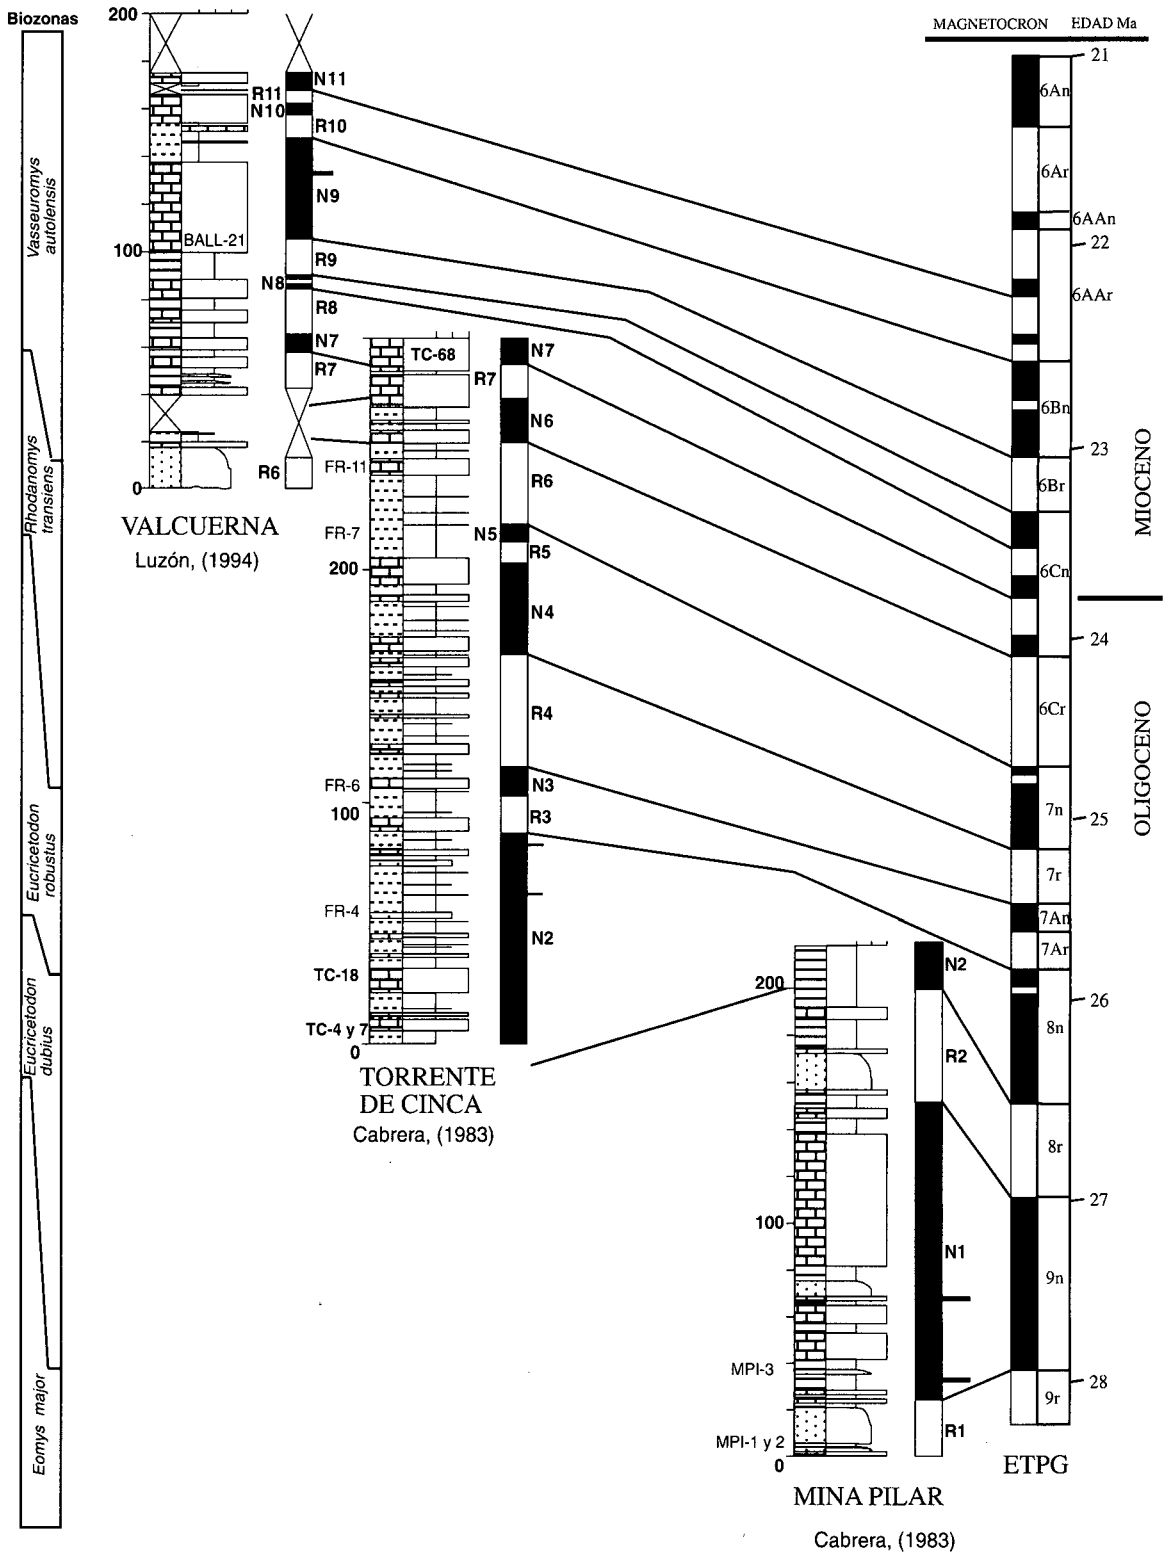 Biozonas
Vasseuromys
autolensis
Rhodanomys
transiens
Eucricetodon
robustus
Eucricetodon
dubius
Eomys major
200
100
0
BALL-21
N11
R11
N10
R10
N9
R9
N8
R8
N7
R7
R6
VALCUERNA
Luzón, (1994)
TC-68
FR-11
FR-7
200
FR-6
100
FR-4
TC-18
TC-4 y 7
0
N7
R7
N6
R6
N5
R5
N4
R4
N3
R3
N2
TORRENTE
DE CINCA
Cabrera, (1983)
200
100
MPI-3
MPI-1 y 2
0
N2
R2
N1
R1
MINA PILAR
Cabrera, (1983)
MAGNETOCRON EDAD Ma
6An
6Ar
6AAn
6AAr
6Bn
6Br
6Cn
6Cr
7n
7r
7An
7Ar
8n
8r
9n
9r
21
22
23
24
25
26
27
28
MIOCENO
OLIGOCENO
ETPG